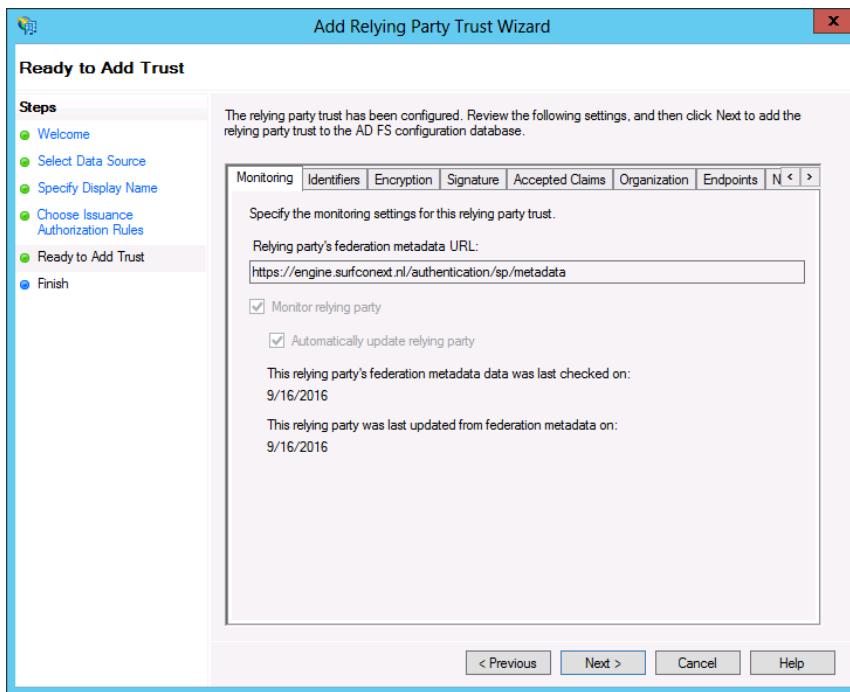 Add Relying Party Trust Wizard
x
Ready to Add Trust
Steps
Welcome
Select Data Source
Specify Display Name
Choose Issuance
Authorization Rules
Ready to Add Trust
Finish
The relying party trust has been configured. Review the following settings, and then click Next to add the
relying party trust to the AD FS configuration database.
Monitoring Identifiers Encryption Signature Accepted Claims Organization Endpoints N < >
Specify the monitoring settings for this relying party trust.
Relying party's federation metadata URL:
https://engine.surfconext.nl/authentication/sp/metadata
Monitor relying party
Automatically update relying party
This relying party's federation metadata data was last checked on:
9/16/2016
This relying party was last updated from federation metadata on:
9/16/2016
< Previous Next > Cancel Help